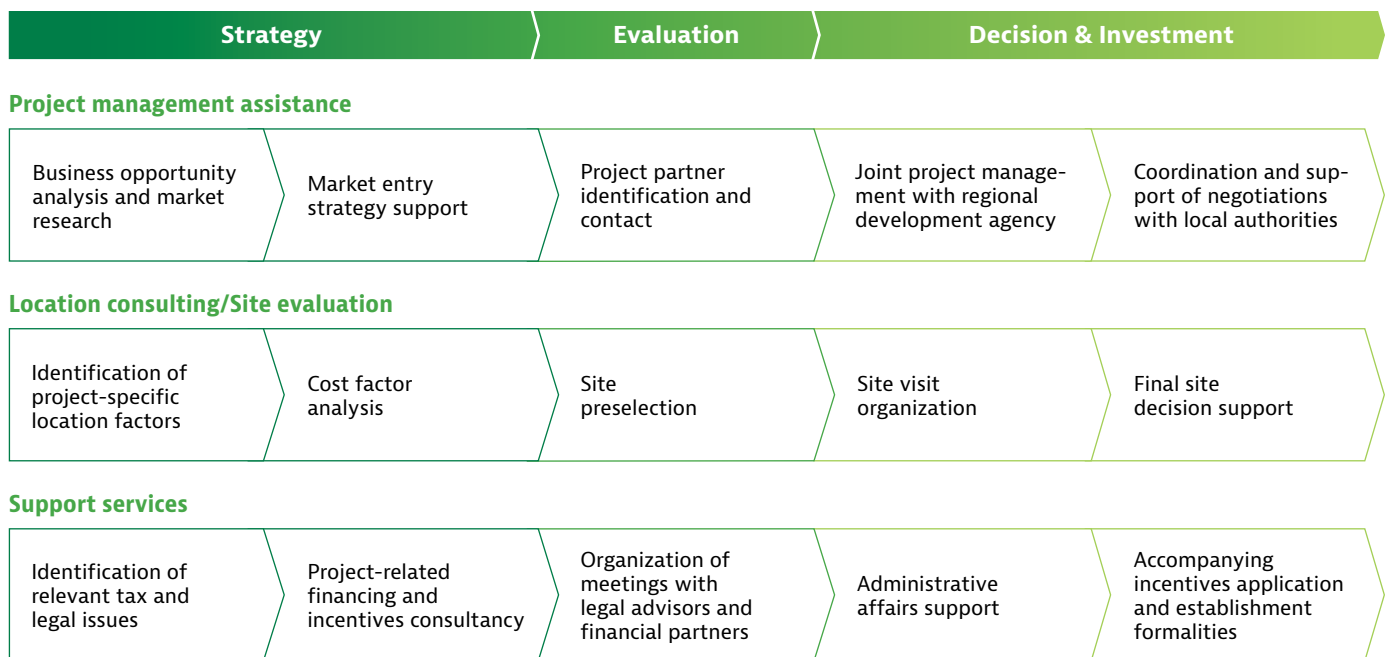 Strategy
Evaluation
Decision & Investment
Project management assistance
Business opportunity
analysis and market
research
Market entry
strategy support
Project partner
identification and
contact
Joint project manage-
ment with regional
development agency
Coordination and sup-
port of negotiations
with local authorities
Location consulting/Site evaluation
Identification of
project-specific
location factors
Cost factor
analysis
Site
preselection
Site visit
organization
Final site
decision support
Support services
Identification of
relevant tax and
legal issues
Project-related
financing and
incentives consultancy
Organization of
meetings with
legal advisors and
financial partners
Administrative
affairs support
Accompanying
incentives application
and establishment
formalities